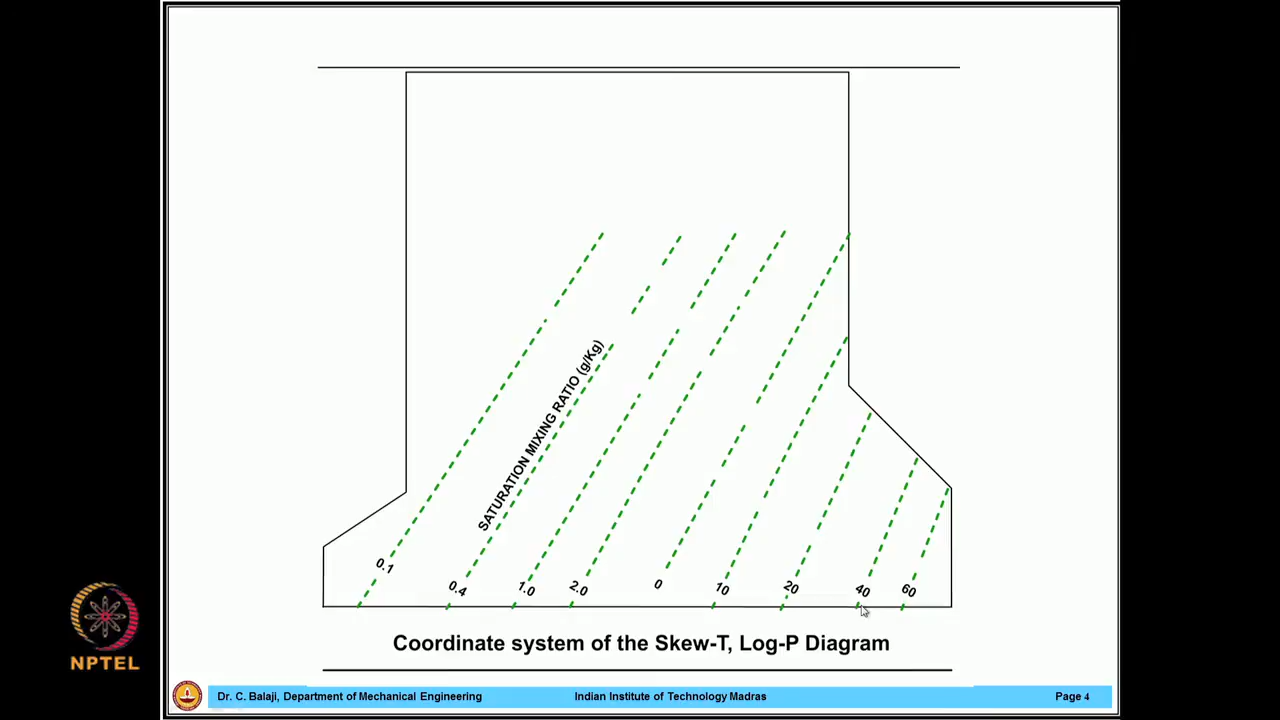 SATURATION MIXING RATIO (g/Kg)
0.1
0.4
1.0
2.0
0
10
20
40
60
Coordinate system of the Skew-T, Log-P Diagram
NPTEL
Dr. C. Balaji, Department of Mechanical Engineering
Indian Institute of Technology Madras
Page 4